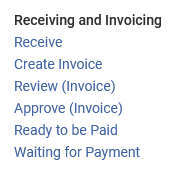 Receiving and Invoicing
Receive
Create Invoice
Review (Invoice)
Approve (Invoice)
Ready to be Paid
Waiting for Payment